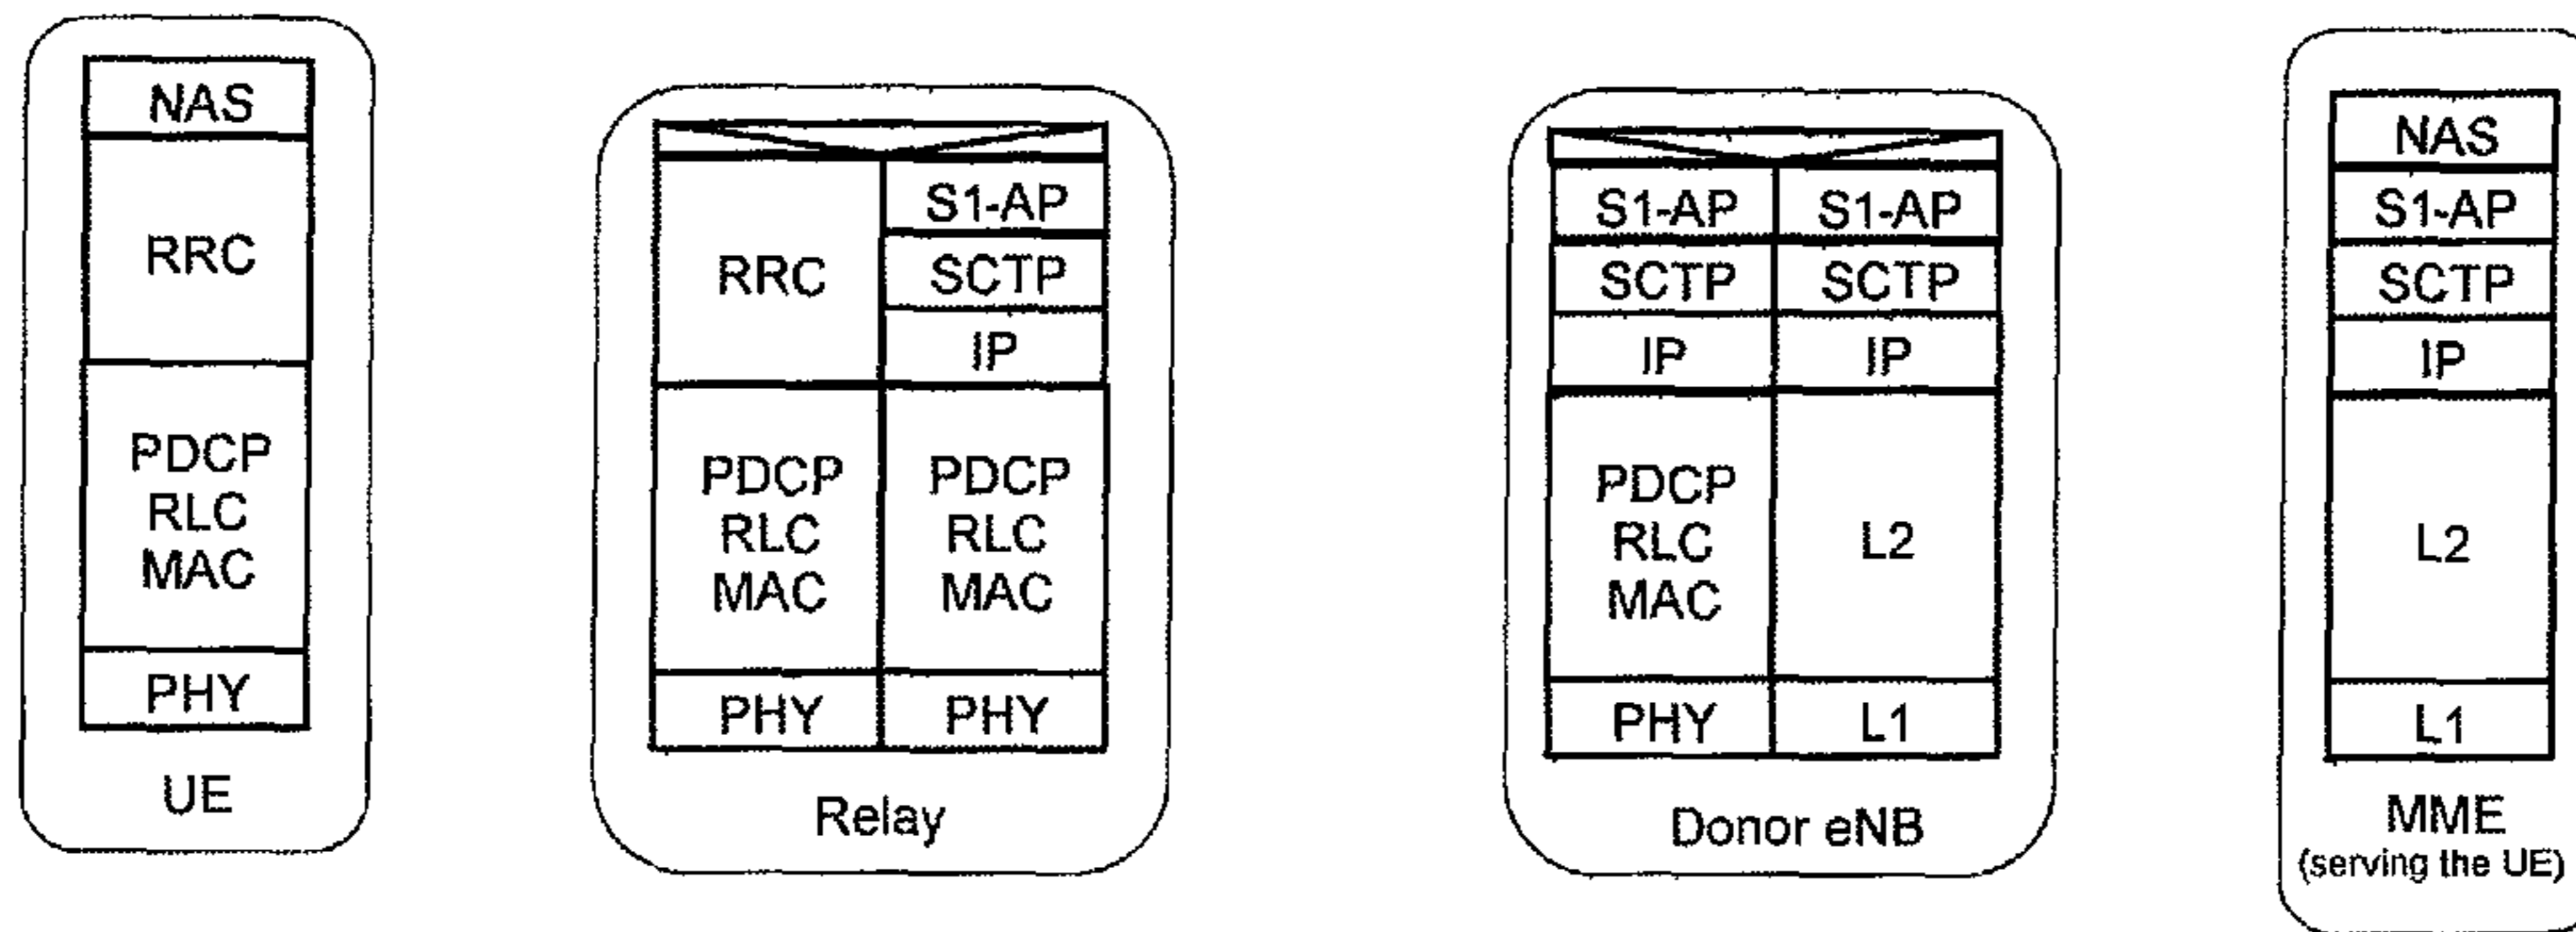 NAS
RRC
PDCP
RLC
MAC
PHY
UE
RRC
S1-AP
SCTP
IP
PDCP
RLC
MAC
PDCP
RLC
MAC
PHY
PHY
Relay
S1-AP
S1-AP
SCTP
SCTP
IP
IP
PDCP
RLC
MAC
L2
PHY
L1
Donor eNB
NAS
S1-AP
SCTP
IP
L2
L1
MME
(serving the UE)